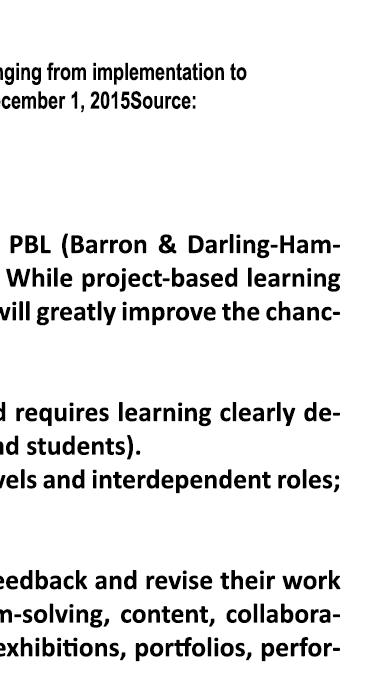 nging from implementation to
cember 1, 2015Source:
PBL (Barron & Darling-Ham-
While project-based learning
will greatly improve the chanc-
d requires learning clearly de-
nd students).
vels and interdependent roles;
eedback and revise their work
m-solving, content, collabora-
exhibitions, portfolios, perfor-